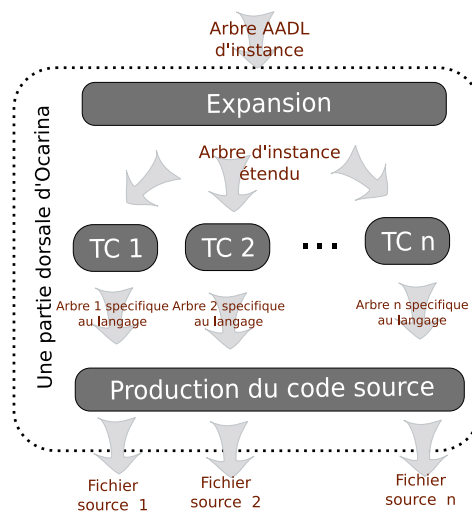 Arbre AADL
d'instance
Expansion
Une partie dorsale d'Ocarina
Arbre d'instance
étendu
TC 1
TC 2
...
TC n
Arbre 1 specifique
au langage
Arbre 2 specifique
au langage
Arbre n specifique
au langage
Production du code source
Fichier
source 1
Fichier
source 2
Fichier
source n